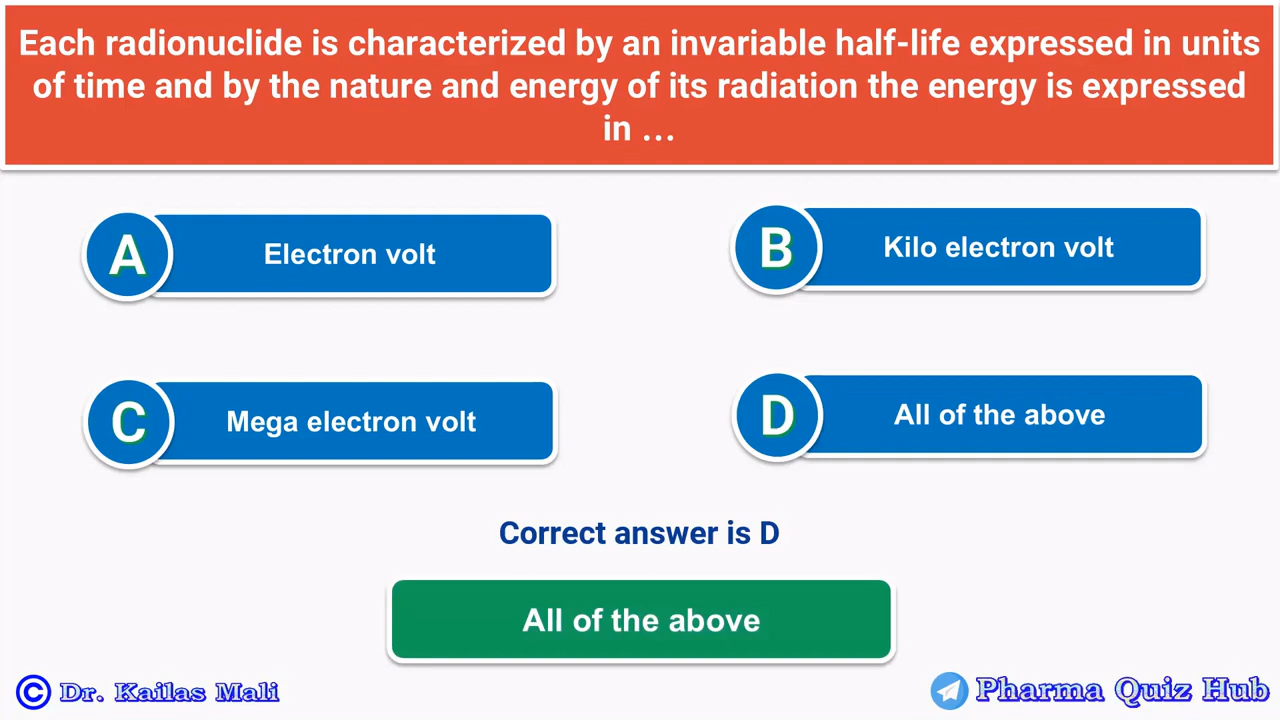 Each radionuclide is characterized by an invariable half-life expressed in units
of time and by the nature and energy of its radiation the energy is expressed
in ...
A Electron volt
B Kilo electron volt
C Mega electron volt
D All of the above
Correct answer is D
All of the above
© Dr. Kailas Mali
Pharma Quiz Hub